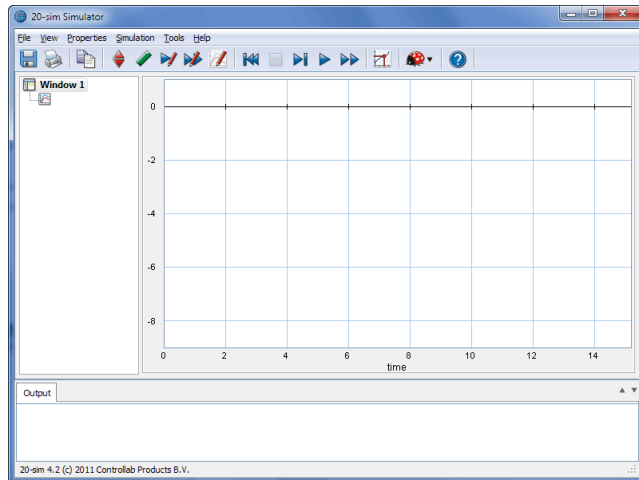 20-sim Simulator
File View Properties Simulation Tools Help
Window 1
0
-2
-4
-6
-8
0 2 4 6 8 10 12 14
time
Output
20-sim 4.2 (c) 2011 Controllab Products B.V.